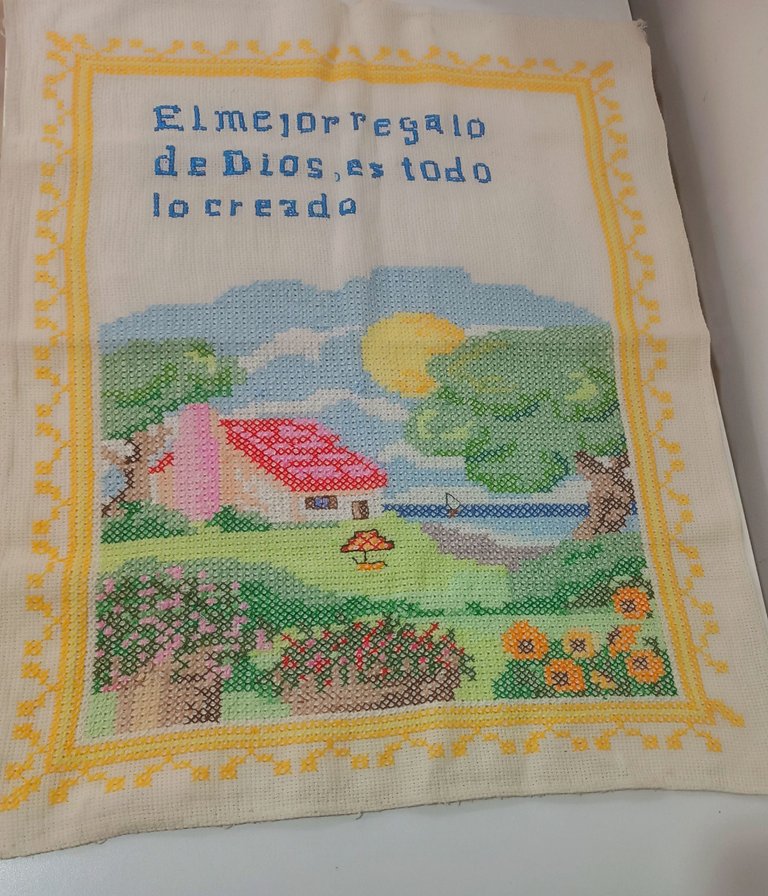 El mejor regalo
de Dios, es todo
lo creado